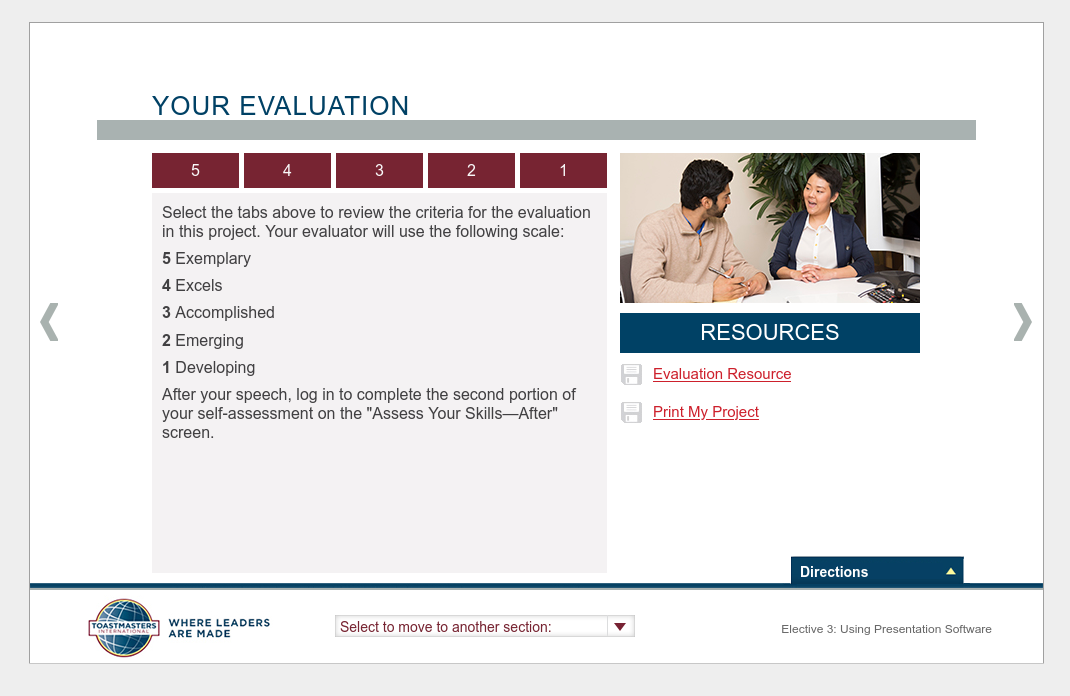 YOUR EVALUATION
5 4 3 2 1
Select the tabs above to review the criteria for the evaluation
in this project. Your evaluator will use the following scale:
5 Exemplary
4 Excels
3 Accomplished
2 Emerging
1 Developing
After your speech, log in to complete the second portion of
your self-assessment on the "Assess Your Skills—After"
screen.
RESOURCES
Evaluation Resource
Print My Project
Directions
TOASTMASTERS
INTERNATIONAL
WHERE LEADERS
ARE MADE
Select to move to another section:
Elective 3: Using Presentation Software